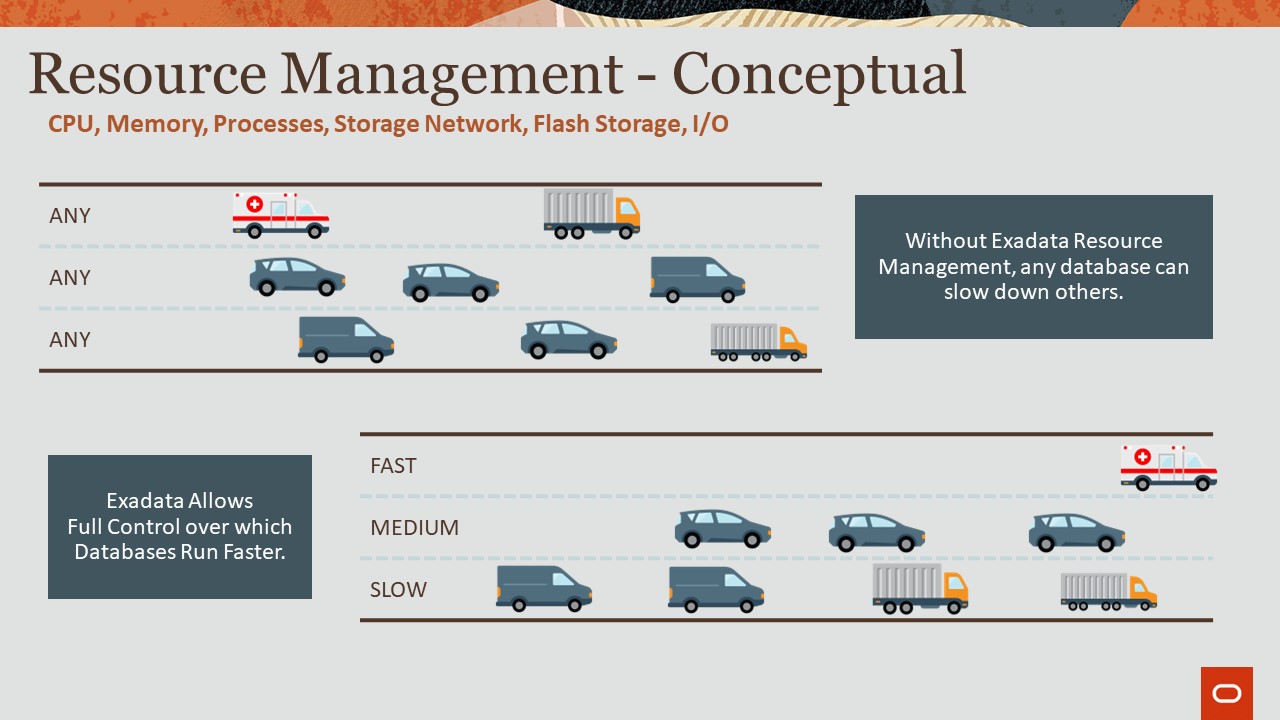 Resource Management - Conceptual
CPU, Memory, Processes, Storage Network, Flash Storage, I/O
ANY
ANY
ANY
Without Exadata Resource
Management, any database can
slow down others.
Exadata Allows
Full Control over which
Databases Run Faster.
FAST
MEDIUM
SLOW